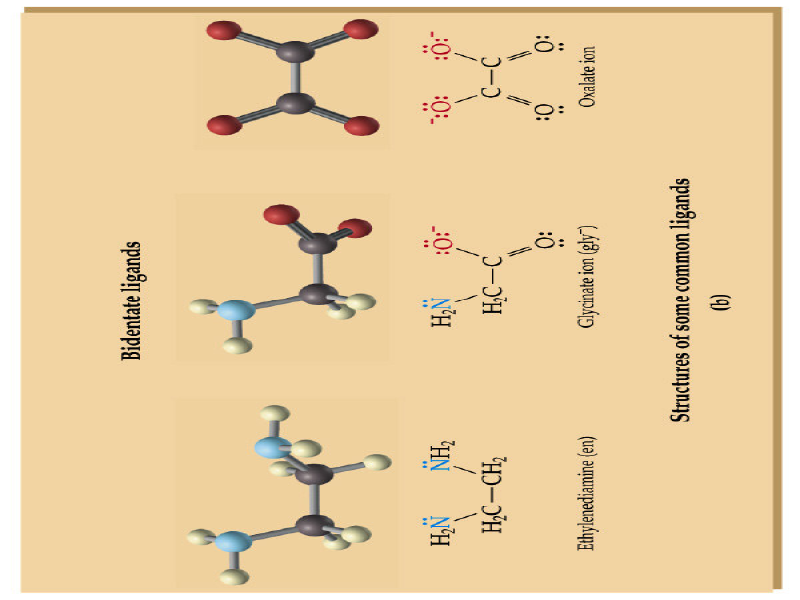 Bidentate ligands
H₂N̈ N̈H₂
H₂C—CH₂
Ethylenediamine (en)
H₂N̈ :Ö:⁻
H₂C—C
O:
Glycinate ion (gly⁻)
⁻:Ö: :Ö:⁻
C—C
:O O:
Oxalate ion
Structures of some common ligands
(b)